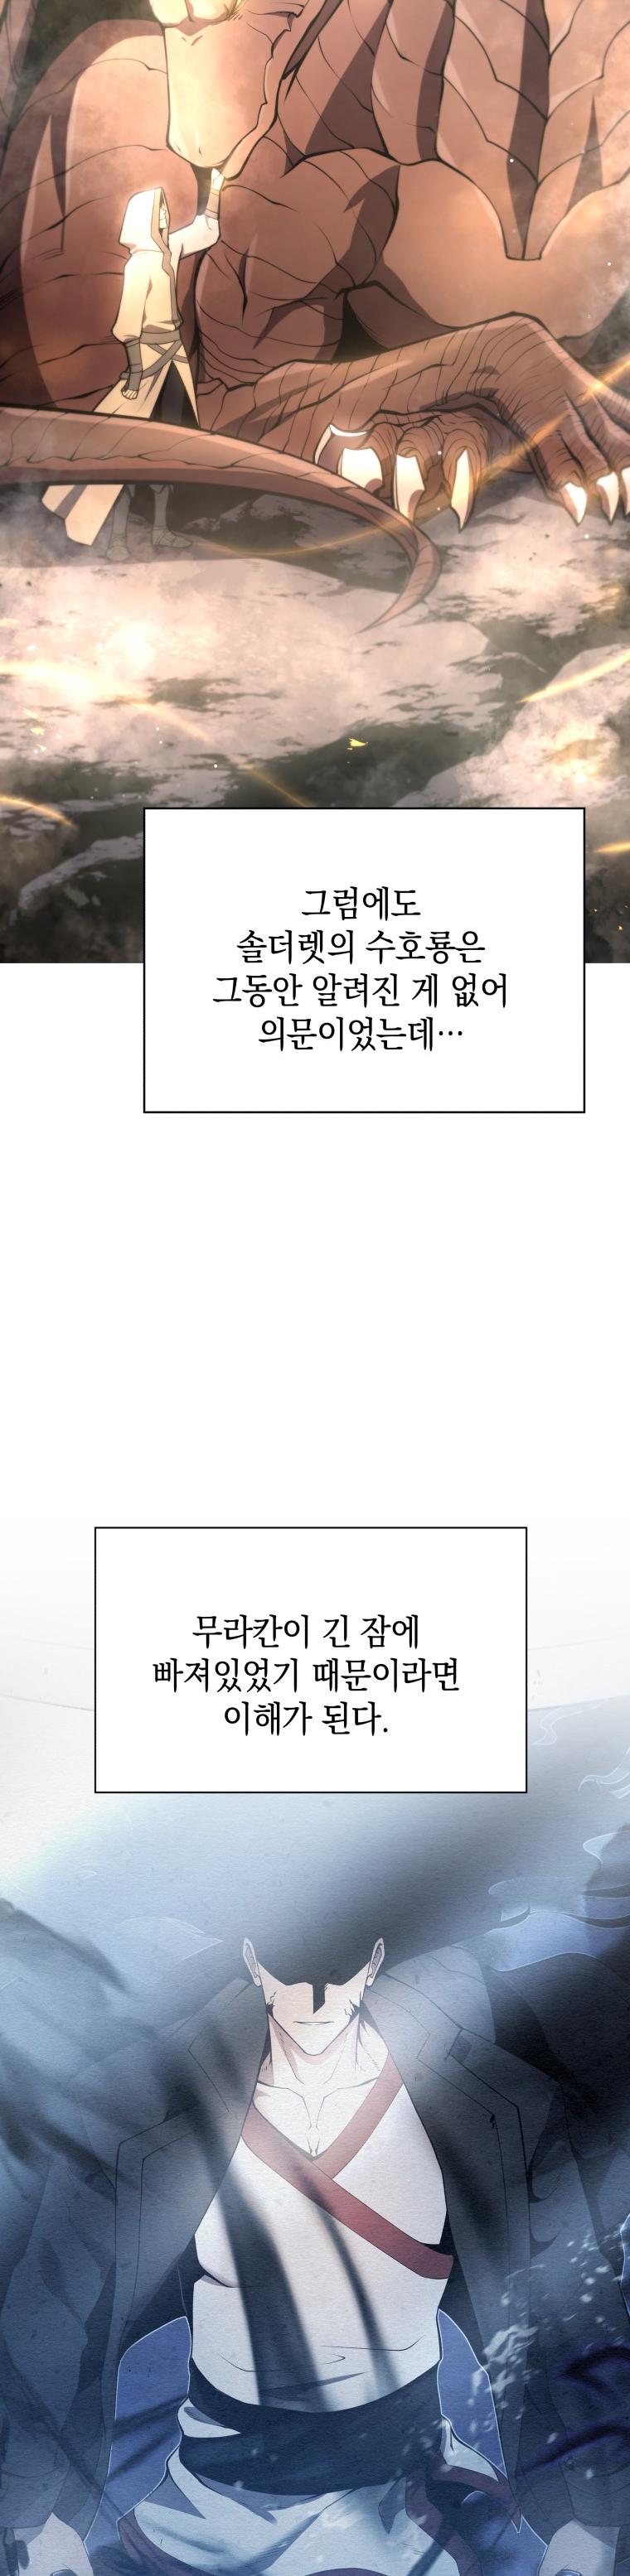 그럼에도
솔더렛의 수호룡은
그동안 알려진 게 없어
의문이었는데…
무라칸이 긴 잠에
빠져있었기 때문이라면
이해가 된다.